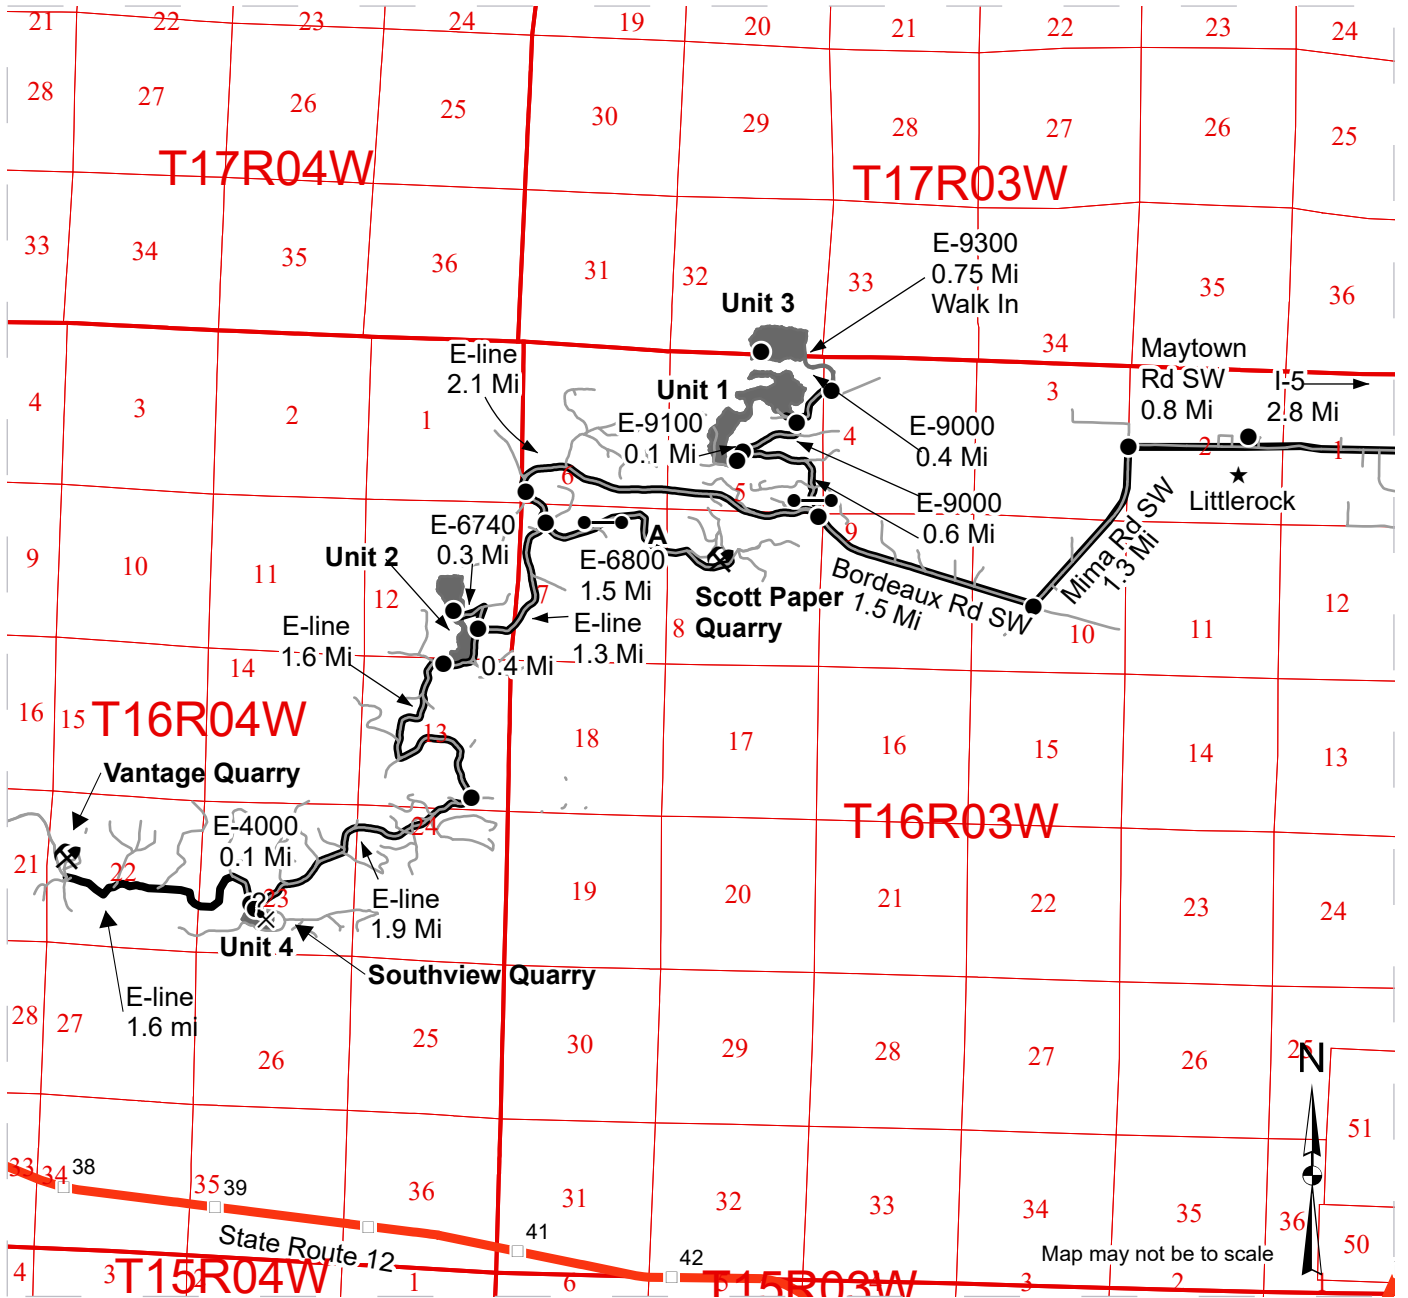 21
22
23
24
19
20
21
22
23
24
28
27
26
25
30
29
28
27
26
25
T17R04W
T17R03W
33
34
35
36
31
32
33
34
35
36
E-9300
0.75 Mi
Walk In
Unit 3
Maytown
Rd SW
0.8 Mi
I-5
2.8 Mi
E-line
2.1 Mi
Unit 1
E-9100
0.1 Mi
E-9000
0.4 Mi
E-9000
0.6 Mi
4
3
2
1
6
5
4
3
2
1
Littlerock
Mima Rd SW
1.3 Mi
Bordeaux Rd SW
1.5 Mi
E-6740
0.3 Mi
Unit 2
A
E-6800
1.5 Mi
Scott Paper
Quarry
9
10
11
12
7
8
9
10
11
12
E-line
1.6 Mi
E-line
1.3 Mi
0.4 Mi
16
15
14
13
18
17
16
15
14
13
T16R04W
T16R03W
Vantage Quarry
E-4000
0.1 Mi
21
22
23
24
19
20
21
22
23
24
E-line
1.9 Mi
Unit 4
Southview Quarry
E-line
1.6 mi
28
27
26
25
30
29
28
27
26
25
N
51
33
34
35
36
31
32
33
34
35
36
50
38
39
41
42
State Route 12
Map may not be to scale
T15R04W
T15R03W
4
3
2
1
6
5
4
3
2